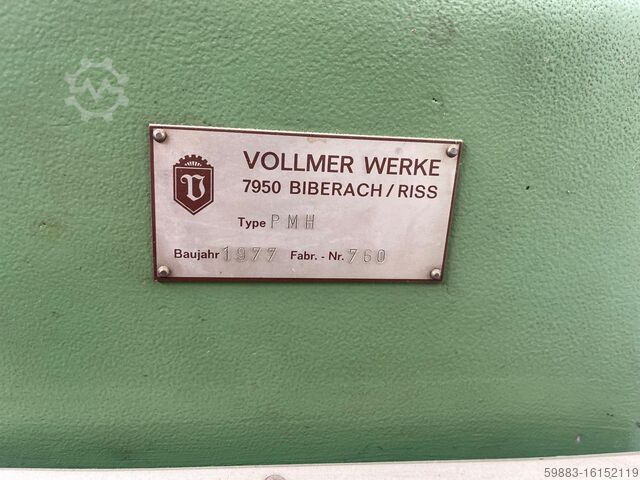 VOLLMER WERKE
7950 BIBERACH/RISS
Type PMH
Baujahr 1977 Fabr.-Nr. 760
59883-16152119